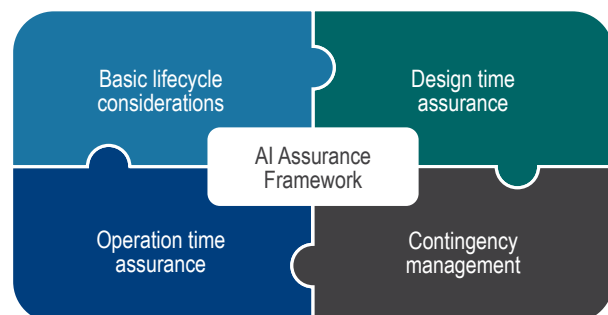 Basic lifecycle
considerations
Design time
assurance
AI Assurance
Framework
Operation time
assurance
Contingency
management